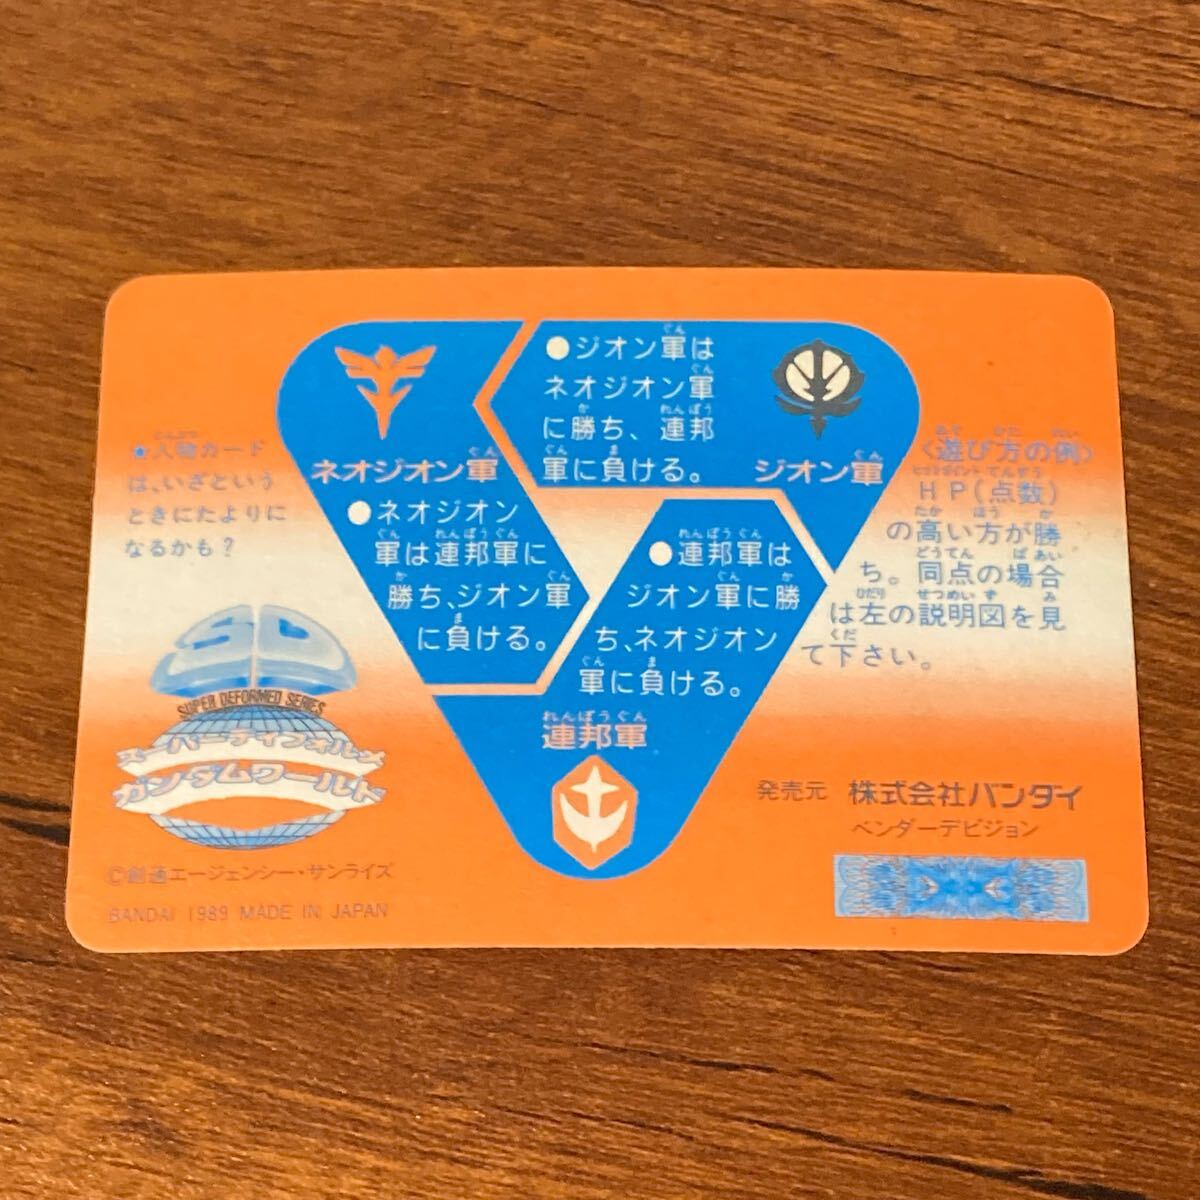 ●ジオン軍は
ネオジオン軍
に勝ち、連邦
軍に負ける。
ネオジオン軍
ジオン軍
●ネオジオン
軍は連邦軍に
勝ち、ジオン軍
に負ける。
●連邦軍は
ジオン軍に勝
ち、ネオジオン
軍に負ける。
連邦軍
★人物カード
は、いざという
ときにたよりに
なるかも?
<遊び方の例>
HP(点数)
の高い方が勝
ち。同点の場合
は左の説明図を見
て下さい。
SUPER DEFORMED SERIES
スーパーディフォルメ
ガンダムワールド
©創通エージェンシー・サンライズ
BANDAI 1989 MADE IN JAPAN
発売元 株式会社バンダイ
ベンダーデビジョン